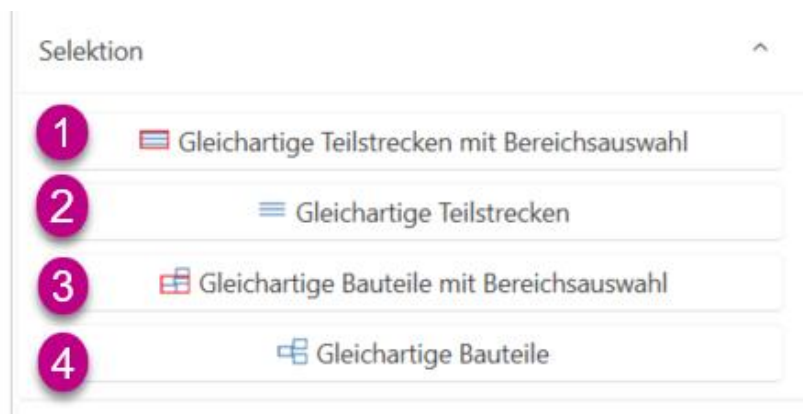 Selektion
1 Gleichartige Teilstrecken mit Bereichsauswahl
2 Gleichartige Teilstrecken
3 Gleichartige Bauteile mit Bereichsauswahl
4 Gleichartige Bauteile